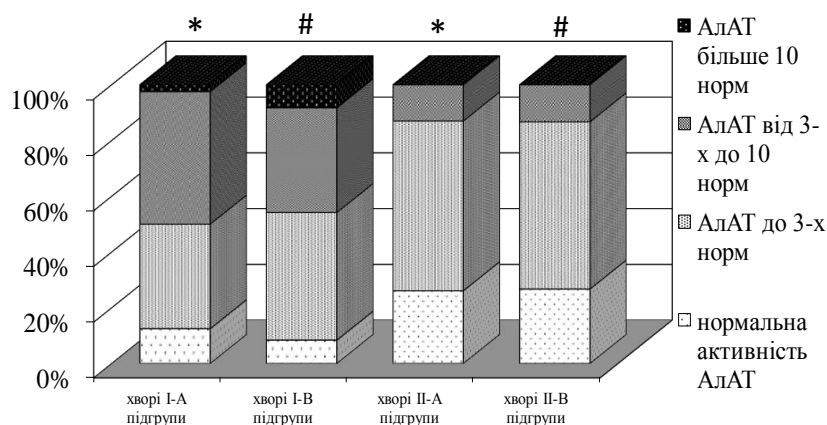 * # * #
100%
80%
60%
40%
20%
0%
хворі І-А
підгрупи
хворі І-В
підгрупи
хворі ІІ-А
підгрупи
хворі ІІ-В
підгрупи
АлАТ
більше 10
норм
АлАТ від 3-
х до 10
норм
АлАТ до 3-х
норм
нормальна
активність
АлАТ